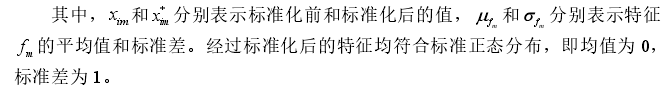 其中，$x_{im}$和$x_{im}^{*}$分别表示标准化前和标准化后的值，$\mu_{f_m}$和$\sigma_{f_m}$分别表示特征
$f_m$的平均值和标准差。经过标准化后的特征均符合标准正态分布，即均值为 0，
标准差为 1。